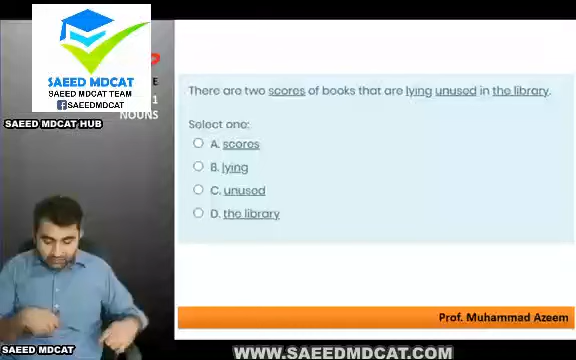 SAEED MDCAT
SAEED MDCAT TEAM
SAEEDMDCAT
SAEED MDCAT HUB
E
1
NOUNS
There are two scores of books that are lying unused in the library.
Select one:
A. scores
B. lying
C. unused
D. the library
Prof. Muhammad Azeem
SAEED MDCAT
WWW.SAEEDMDCAT.COM